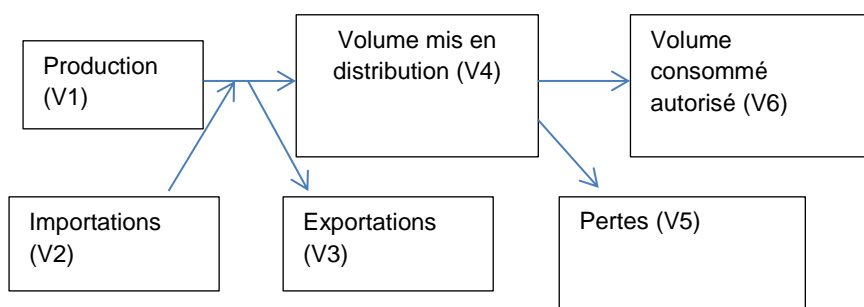 Production
(V1)
Volume mis en
distribution (V4)
Volume
consommé
autorisé (V6)
Importations
(V2)
Exportations
(V3)
Pertes (V5)